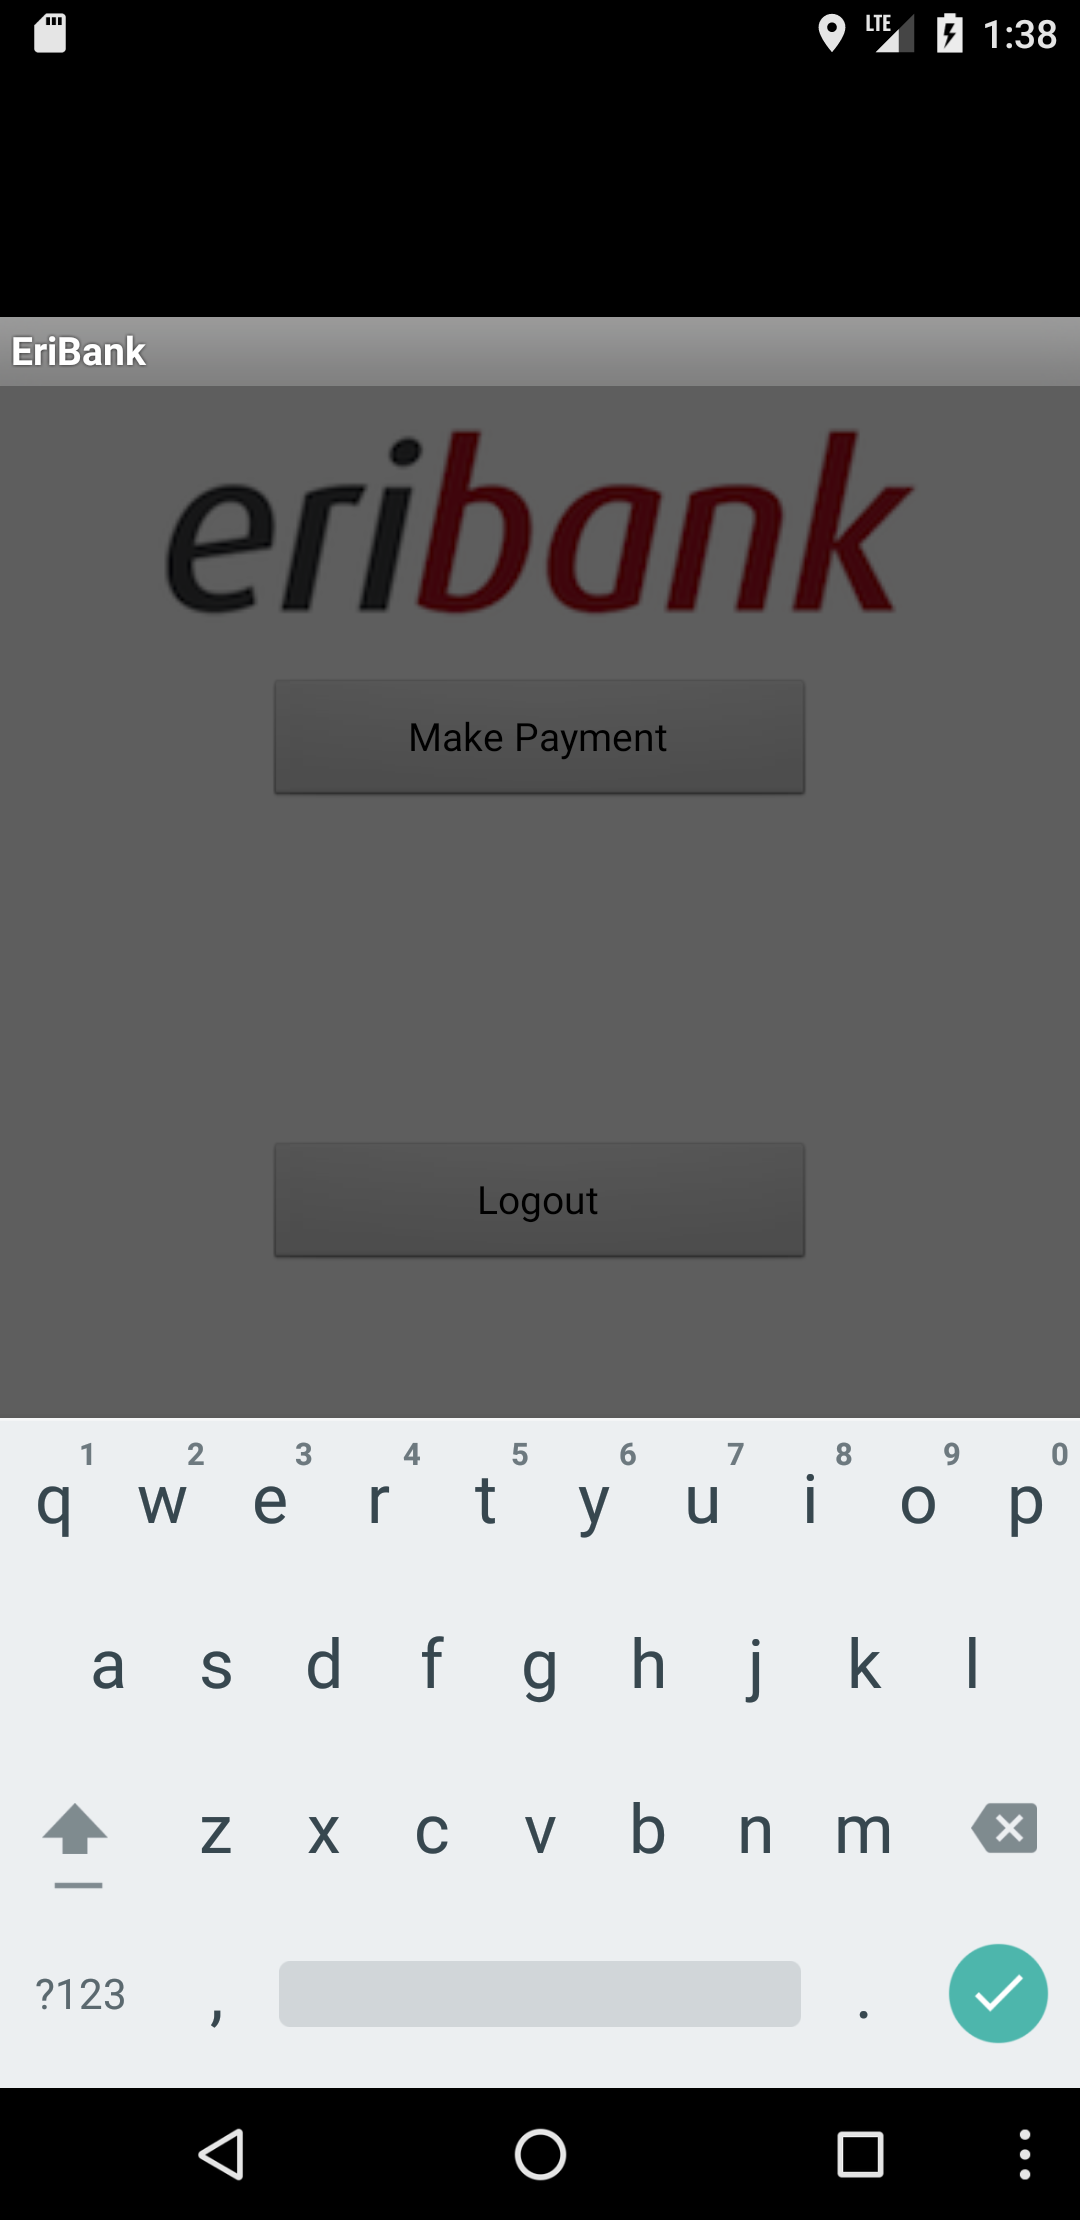 LTE 1:38
EriBank
eribank
Make Payment
Logout
1 2 3 4 5 6 7 8 9 0
q w e r t y u i o p
a s d f g h j k l
z x c v b n m
?123 , .